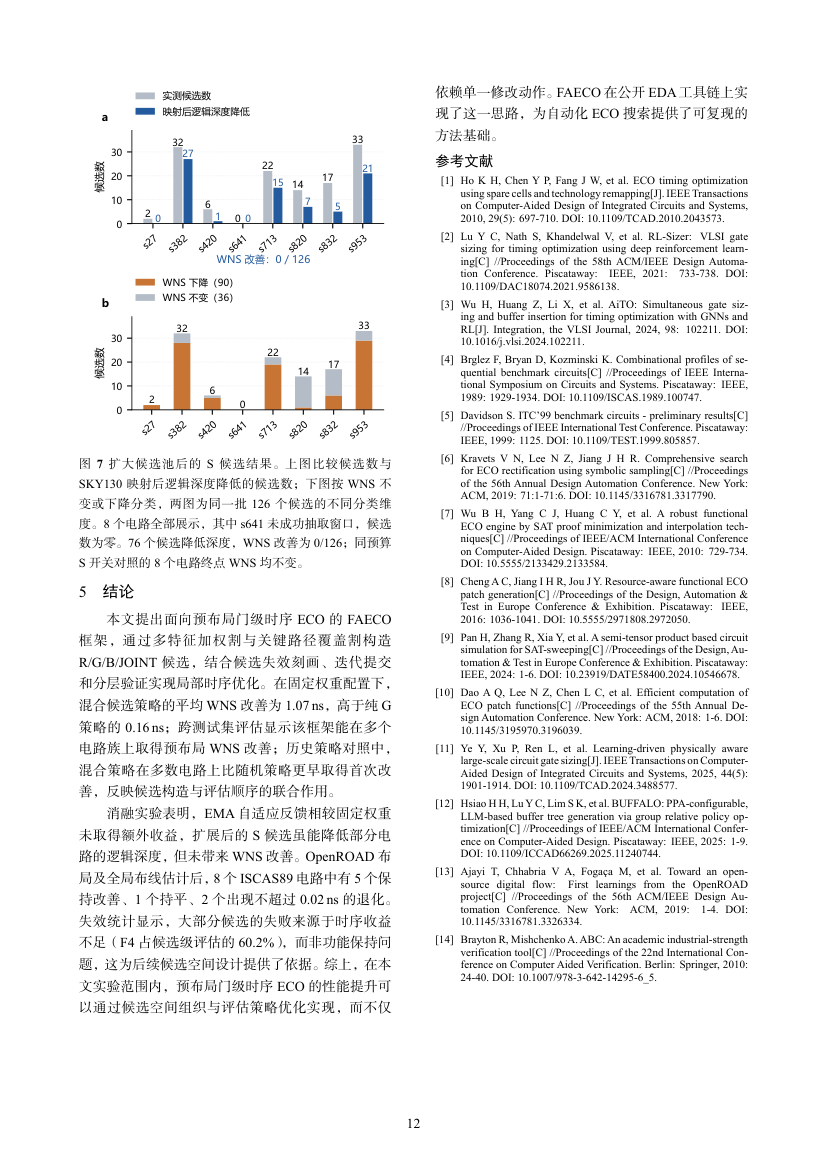 实测候选数
映射后逻辑深度降低
a
候选数
30
20
10
0
2 0
32 27
6 1
0 0
22 15
14 7
17 5
33 21
s27 s382 s420 s641 s713 s820 s832 s953
WNS 改善：0 / 126
WNS 下降（90）
WNS 不变（36）
b
候选数
30
20
10
0
2 32 6 0 22 14 17 33
s27 s382 s420 s641 s713 s820 s832 s953
图 7 扩大候选池后的 S 候选结果。上图比较候选数与
SKY130 映射后逻辑深度降低的候选数；下图按 WNS 不
变或下降分类，两图为同一批 126 个候选的不同分类维
度。8 个电路全部展示，其中 s641 未成功抽取窗口，候选
数为零。76 个候选降低深度，WNS 改善为 0/126；同预算
S 开关对照的 8 个电路终点 WNS 均不变。
5 结论
本文提出面向预布局门级时序 ECO 的 FAECO
框架，通过多特征加权割与关键路径覆盖割构造
R/G/B/JOINT 候选，结合候选失效刻画、迭代提交
和分层验证实现局部时序优化。在固定权重配置下，
混合候选策略的平均 WNS 改善为 1.07 ns，高于纯 G
策略的 0.16 ns；跨测试集评估显示该框架能在多个
电路族上取得预布局 WNS 改善；历史策略对照中，
混合策略在多数电路上比随机策略更早取得首次改
善，反映候选构造与评估顺序的联合作用。
消融实验表明，EMA 自适应反馈相较固定权重
未取得额外收益，扩展后的 S 候选虽能降低部分电
路的逻辑深度，但未带来 WNS 改善。OpenROAD 布
局及全局布线估计后，8 个 ISCAS89 电路中有 5 个保
持改善、1 个持平、2 个出现不超过 0.02 ns 的退化。
失效统计显示，大部分候选的失败来源于时序收益
不足（F4 占候选级评估的 60.2%），而非功能保持问
题，这为后续候选空间设计提供了依据。综上，在本
文实验范围内，预布局门级时序 ECO 的性能提升可
以通过候选空间组织与评估策略优化实现，而不仅
依赖单一修改动作。FAECO 在公开 EDA 工具链上实
现了这一思路，为自动化 ECO 搜索提供了可复现的
方法基础。
参考文献
[1] Ho K H, Chen Y P, Fang J W, et al. ECO timing optimization
using spare cells and technology remapping[J]. IEEE Transactions
on Computer-Aided Design of Integrated Circuits and Systems,
2010, 29(5): 697-710. DOI: 10.1109/TCAD.2010.2043573.
[2] Lu Y C, Nath S, Khandelwal V, et al. RL-Sizer: VLSI gate
sizing for timing optimization using deep reinforcement learn-
ing[C] //Proceedings of the 58th ACM/IEEE Design Automa-
tion Conference. Piscataway: IEEE, 2021: 733-738. DOI:
10.1109/DAC18074.2021.9586138.
[3] Wu H, Huang Z, Li X, et al. AiTO: Simultaneous gate siz-
ing and buffer insertion for timing optimization with GNNs and
RL[J]. Integration, the VLSI Journal, 2024, 98: 102211. DOI:
10.1016/j.vlsi.2024.102211.
[4] Brglez F, Bryan D, Kozminski K. Combinational profiles of se-
quential benchmark circuits[C] //Proceedings of IEEE Interna-
tional Symposium on Circuits and Systems. Piscataway: IEEE,
1989: 1929-1934. DOI: 10.1109/ISCAS.1989.100747.
[5] Davidson S. ITC’99 benchmark circuits - preliminary results[C]
//Proceedings of IEEE International Test Conference. Piscataway:
IEEE, 1999: 1125. DOI: 10.1109/TEST.1999.805857.
[6] Kravets V N, Lee N Z, Jiang J H R. Comprehensive search
for ECO rectification using symbolic sampling[C] //Proceedings
of the 56th Annual Design Automation Conference. New York:
ACM, 2019: 71:1-71:6. DOI: 10.1145/3316781.3317790.
[7] Wu B H, Yang C J, Huang C Y, et al. A robust functional
ECO engine by SAT proof minimization and interpolation tech-
niques[C] //Proceedings of IEEE/ACM International Conference
on Computer-Aided Design. Piscataway: IEEE, 2010: 729-734.
DOI: 10.5555/2133429.2133584.
[8] Cheng A C, Jiang I H R, Jou J Y. Resource-aware functional ECO
patch generation[C] //Proceedings of the Design, Automation &
Test in Europe Conference & Exhibition. Piscataway: IEEE,
2016: 1036-1041. DOI: 10.5555/2971808.2972050.
[9] Pan H, Zhang R, Xia Y, et al. A semi-tensor product based circuit
simulation for SAT-sweeping[C] //Proceedings of the Design, Au-
tomation & Test in Europe Conference & Exhibition. Piscataway:
IEEE, 2024: 1-6. DOI: 10.23919/DATE58400.2024.10546678.
[10] Dao A Q, Lee N Z, Chen L C, et al. Efficient computation of
ECO patch functions[C] //Proceedings of the 55th Annual De-
sign Automation Conference. New York: ACM, 2018: 1-6. DOI:
10.1145/3195970.3196039.
[11] Ye Y, Xu P, Ren L, et al. Learning-driven physically aware
large-scale circuit gate sizing[J]. IEEE Transactions on Computer-
Aided Design of Integrated Circuits and Systems, 2025, 44(5):
1901-1914. DOI: 10.1109/TCAD.2024.3488577.
[12] Hsiao H H, Lu Y C, Lim S K, et al. BUFFALO: PPA-configurable,
LLM-based buffer tree generation via group relative policy op-
timization[C] //Proceedings of IEEE/ACM International Confer-
ence on Computer-Aided Design. Piscataway: IEEE, 2025: 1-9.
DOI: 10.1109/ICCAD66269.2025.11240744.
[13] Ajayi T, Chhabria V A, Fogaça M, et al. Toward an open-
source digital flow: First learnings from the OpenROAD
project[C] //Proceedings of the 56th ACM/IEEE Design Au-
tomation Conference. New York: ACM, 2019: 1-4. DOI:
10.1145/3316781.3326334.
[14] Brayton R, Mishchenko A. ABC: An academic industrial-strength
verification tool[C] //Proceedings of the 22nd International Con-
ference on Computer Aided Verification. Berlin: Springer, 2010:
24-40. DOI: 10.1007/978-3-642-14295-6_5.
12